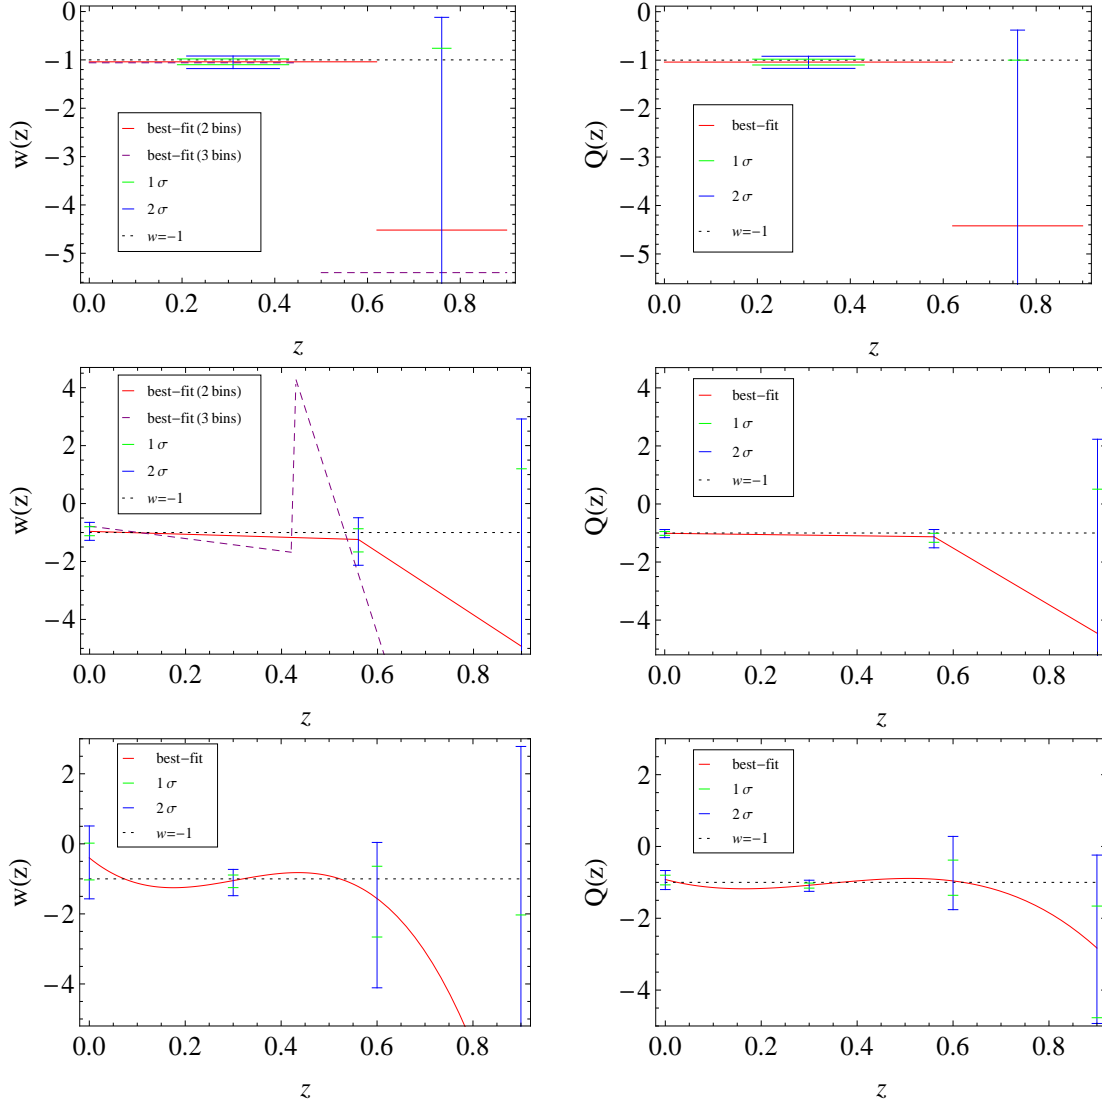 0
−1
−2
−3
−4
−5
w(z)
best−fit (2 bins)
best−fit (3 bins)
1 σ
2 σ
w=−1
0.0 0.2 0.4 0.6 0.8
z
0
−1
−2
−3
−4
−5
Q(z)
best−fit
1 σ
2 σ
w=−1
0.0 0.2 0.4 0.6 0.8
z
4
2
0
−2
−4
w(z)
best−fit (2 bins)
best−fit (3 bins)
1 σ
2 σ
w=−1
0.0 0.2 0.4 0.6 0.8
z
4
2
0
−2
−4
Q(z)
best−fit
1 σ
2 σ
w=−1
0.0 0.2 0.4 0.6 0.8
z
2
0
−2
−4
w(z)
best−fit
1 σ
2 σ
w=−1
0.0 0.2 0.4 0.6 0.8
z
2
0
−2
−4
Q(z)
best−fit
1 σ
2 σ
w=−1
0.0 0.2 0.4 0.6 0.8
z